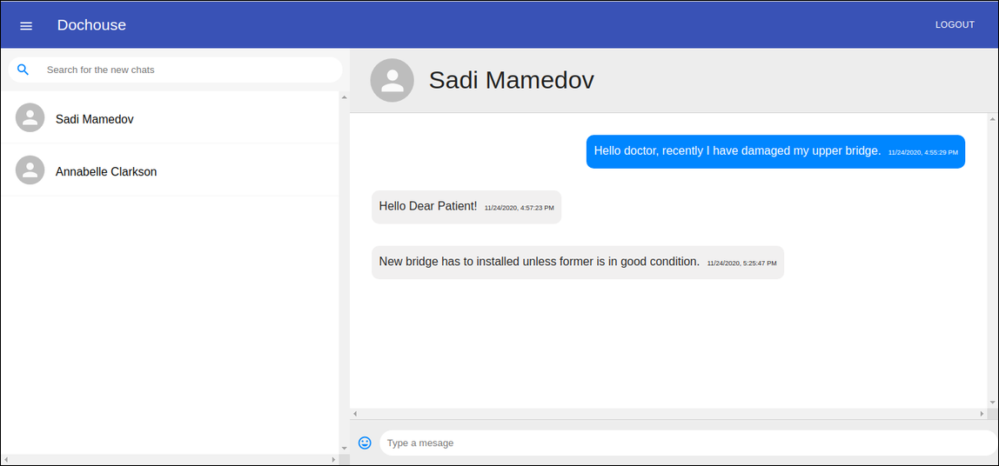 Dochouse
LOGOUT
Search for the new chats
Sadi Mamedov
Annabelle Clarkson
Sadi Mamedov
Hello doctor, recently I have damaged my upper bridge. 11/24/2020, 4:55:29 PM
Hello Dear Patient! 11/24/2020, 4:57:23 PM
New bridge has to installed unless former is in good condition. 11/24/2020, 5:25:47 PM
Type a mesage